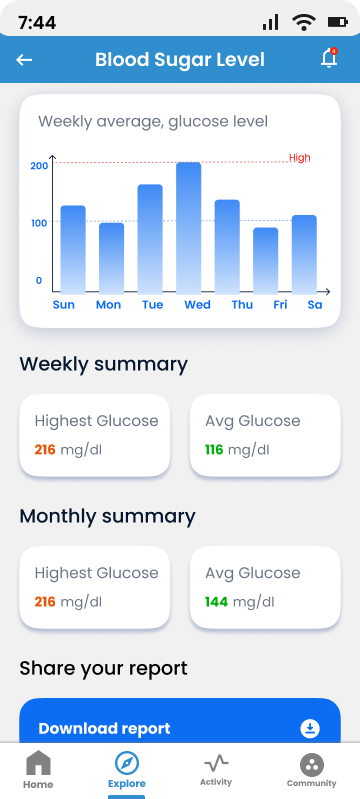 7:44
Blood Sugar Level
4
Weekly average, glucose level
200
High
100
0
Sun Mon Tue Wed Thu Fri Sa
Weekly summary
Highest Glucose
216 mg/dl
Avg Glucose
116 mg/dl
Monthly summary
Highest Glucose
216 mg/dl
Avg Glucose
144 mg/dl
Share your report
Download report
Home Explore Activity Community